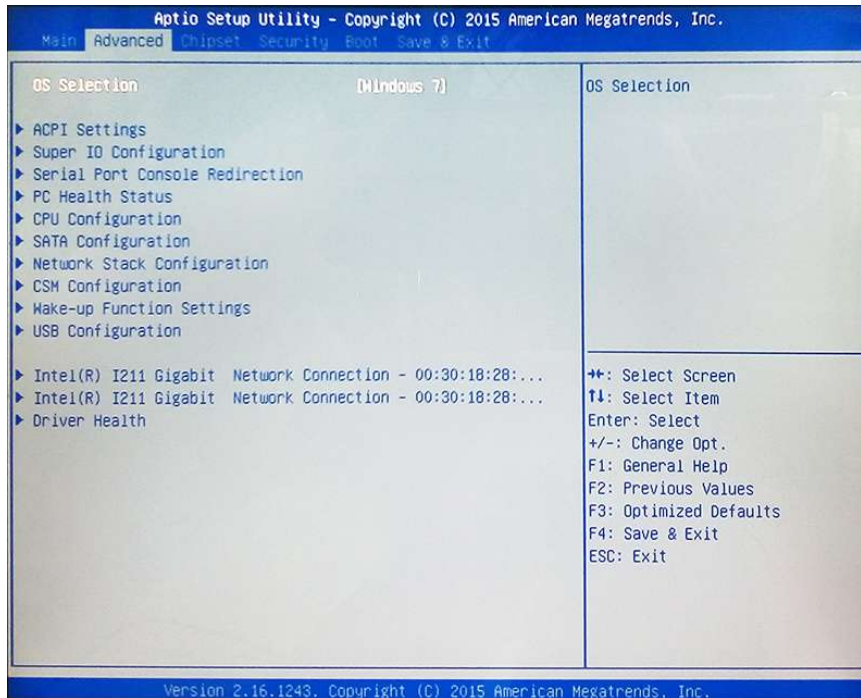 Aptio Setup Utility - Copyright (C) 2015 American Megatrends, Inc.
Main Advanced Chipset Security Boot Save & Exit
OS Selection [Windows 7]
ACPI Settings
Super IO Configuration
Serial Port Console Redirection
PC Health Status
CPU Configuration
SATA Configuration
Network Stack Configuration
CSM Configuration
Wake-up Function Settings
USB Configuration
Intel(R) I211 Gigabit Network Connection - 00:30:18:28:...
Intel(R) I211 Gigabit Network Connection - 00:30:18:28:...
Driver Health
OS Selection
→←: Select Screen
↑↓: Select Item
Enter: Select
+/-: Change Opt.
F1: General Help
F2: Previous Values
F3: Optimized Defaults
F4: Save & Exit
ESC: Exit
Version 2.16.1243. Copyright (C) 2015 American Megatrends, Inc.